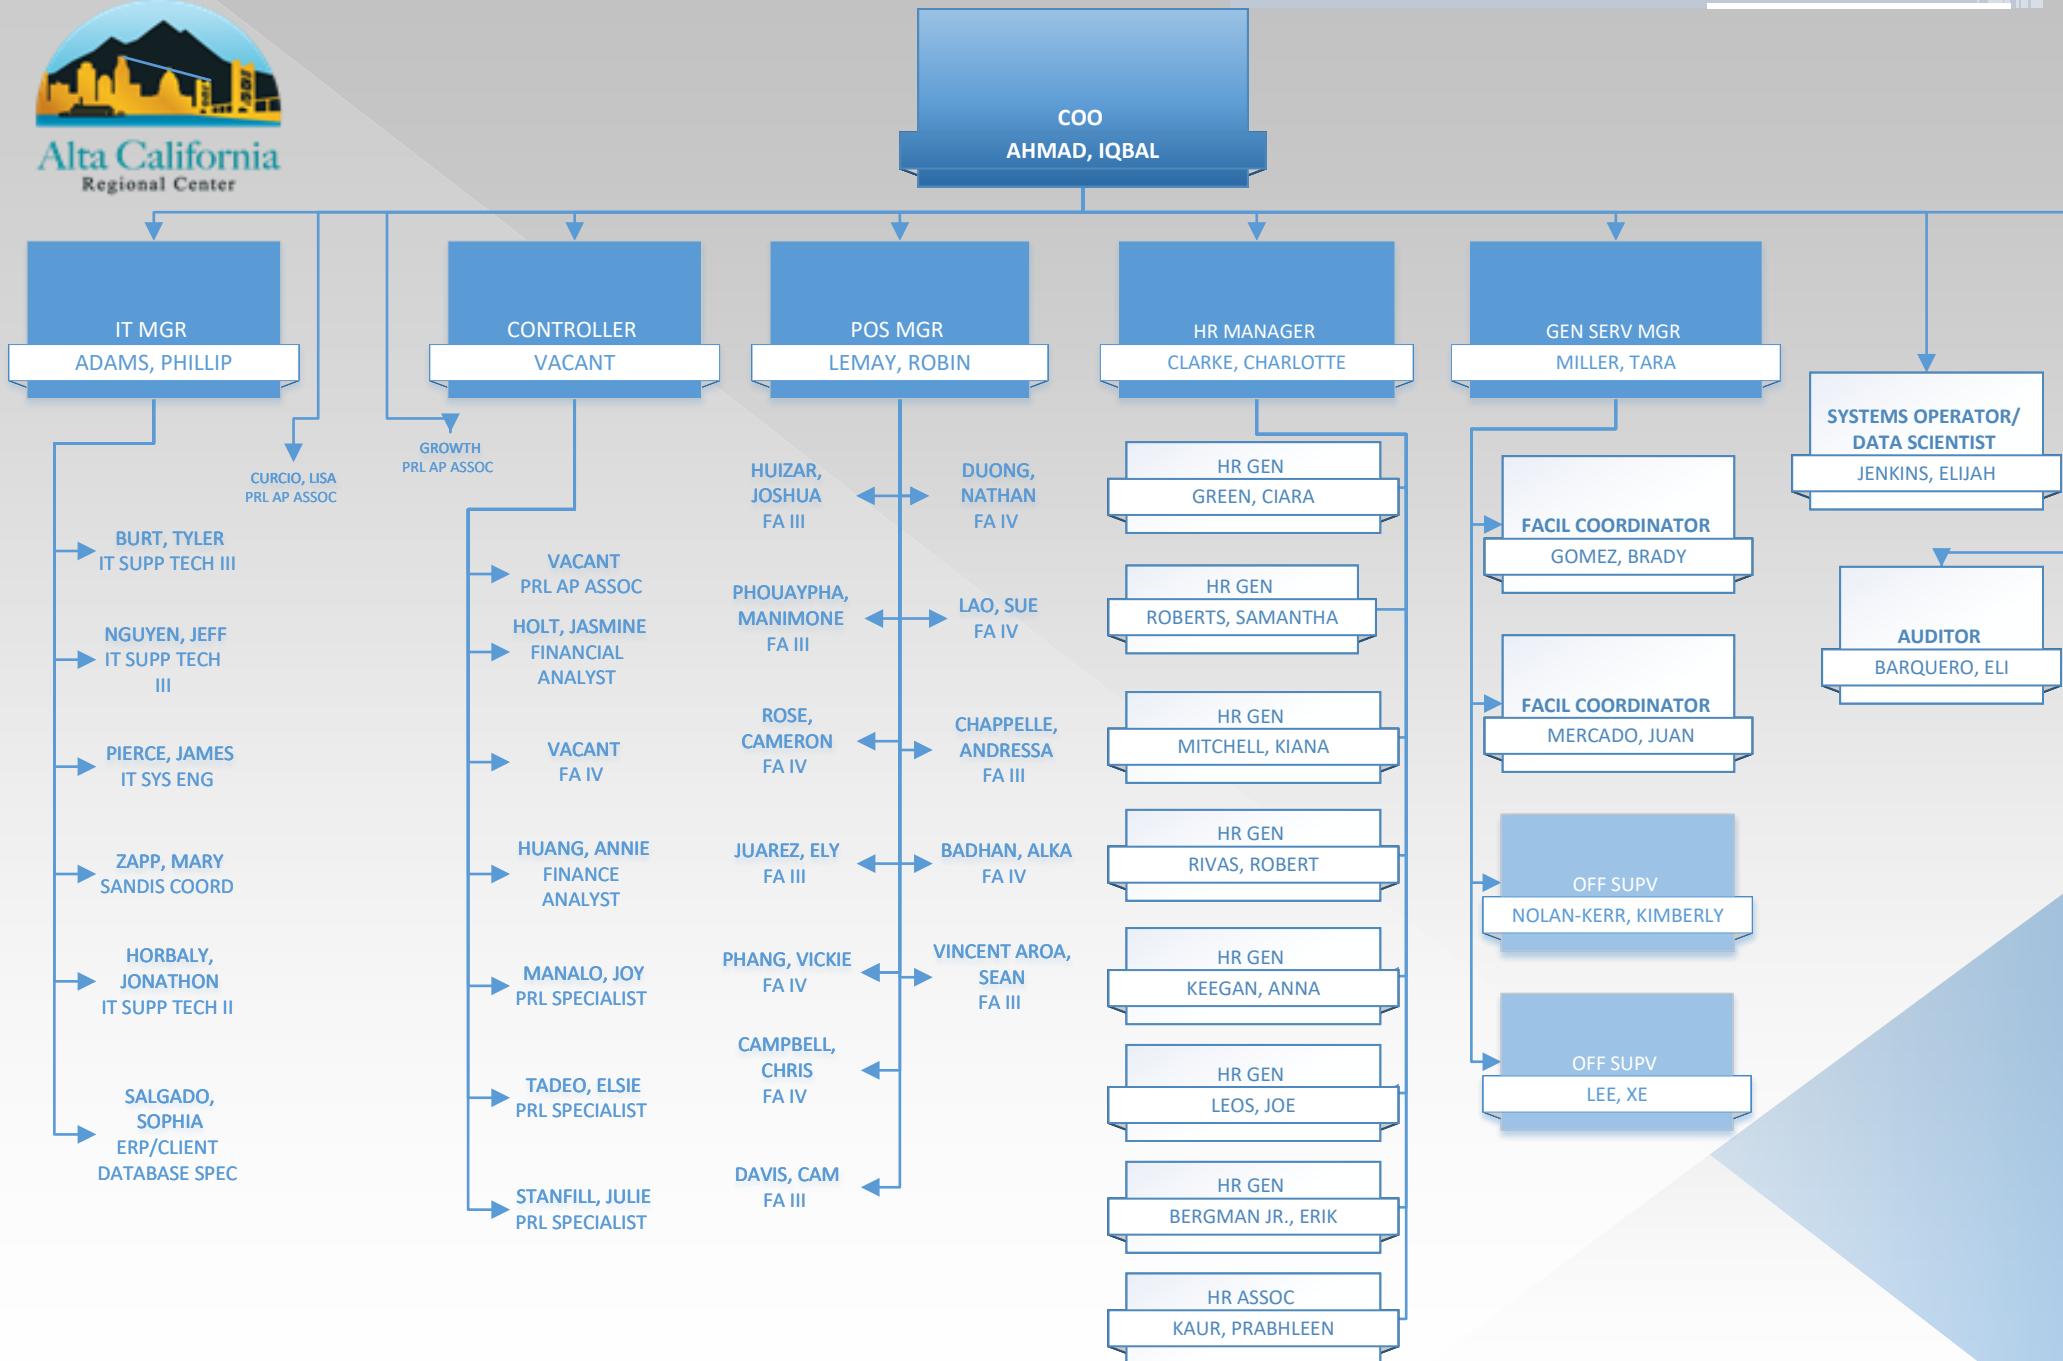 Alta California
Regional Center
COO
AHMAD, IQBAL
IT MGR
ADAMS, PHILLIP
CONTROLLER
VACANT
POS MGR
LEMAY, ROBIN
HR MANAGER
CLARKE, CHARLOTTE
GEN SERV MGR
MILLER, TARA
SYSTEMS OPERATOR/
DATA SCIENTIST
JENKINS, ELIJAH
AUDITOR
BARQUERO, ELI
CURCIO, LISA
PRL AP ASSOC
GROWTH
PRL AP ASSOC
BURT, TYLER
IT SUPP TECH III
NGUYEN, JEFF
IT SUPP TECH
III
PIERCE, JAMES
IT SYS ENG
ZAPP, MARY
SANDIS COORD
HORBALY,
JONATHON
IT SUPP TECH II
SALGADO,
SOPHIA
ERP/CLIENT
DATABASE SPEC
VACANT
PRL AP ASSOC
HOLT, JASMINE
FINANCIAL
ANALYST
VACANT
FA IV
HUANG, ANNIE
FINANCE
ANALYST
MANALO, JOY
PRL SPECIALIST
TADEO, ELSIE
PRL SPECIALIST
STANFILL, JULIE
PRL SPECIALIST
HUIZAR,
JOSHUA
FA III
DUONG,
NATHAN
FA IV
PHOUAYPHA,
MANIMONE
FA III
LAO, SUE
FA IV
ROSE,
CAMERON
FA IV
CHAPPELLE,
ANDRESSA
FA III
JUAREZ, ELY
FA III
BADHAN, ALKA
FA IV
PHANG, VICKIE
FA IV
VINCENT AROA,
SEAN
FA III
CAMPBELL,
CHRIS
FA IV
DAVIS, CAM
FA III
HR GEN
GREEN, CIARA
HR GEN
ROBERTS, SAMANTHA
HR GEN
MITCHELL, KIANA
HR GEN
RIVAS, ROBERT
HR GEN
KEEGAN, ANNA
HR GEN
LEOS, JOE
HR GEN
BERGMAN JR., ERIK
HR ASSOC
KAUR, PRABHLEEN
FACIL COORDINATOR
GOMEZ, BRADY
FACIL COORDINATOR
MERCADO, JUAN
OFF SUPV
NOLAN-KERR, KIMBERLY
OFF SUPV
LEE, XE